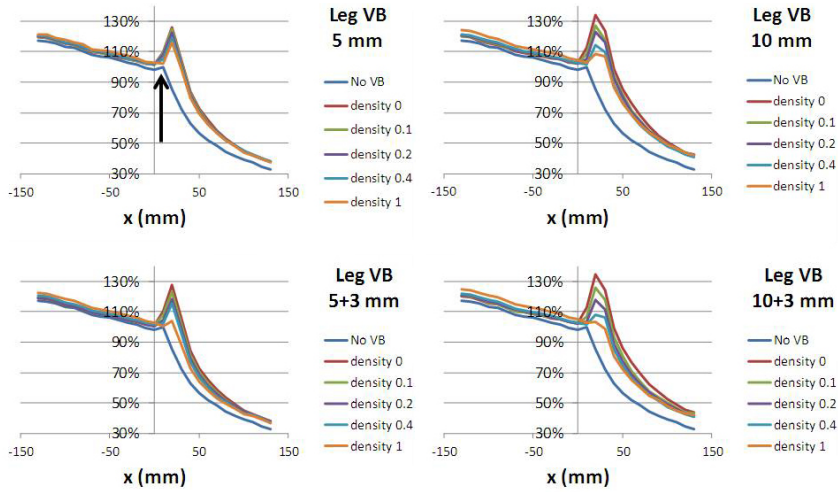 130%
110%
90%
70%
50%
30%
-150
-50
50
150
x (mm)
Leg VB
5 mm
No VB
density 0
density 0.1
density 0.2
density 0.4
density 1
130%
110%
90%
70%
50%
30%
-150
-50
50
150
x (mm)
Leg VB
10 mm
No VB
density 0
density 0.1
density 0.2
density 0.4
density 1
130%
110%
90%
70%
50%
30%
-150
-50
50
150
x (mm)
Leg VB
5+3 mm
No VB
density 0
density 0.1
density 0.2
density 0.4
density 1
130%
110%
90%
70%
50%
30%
-150
-50
50
150
x (mm)
Leg VB
10+3 mm
No VB
density 0
density 0.1
density 0.2
density 0.4
density 1